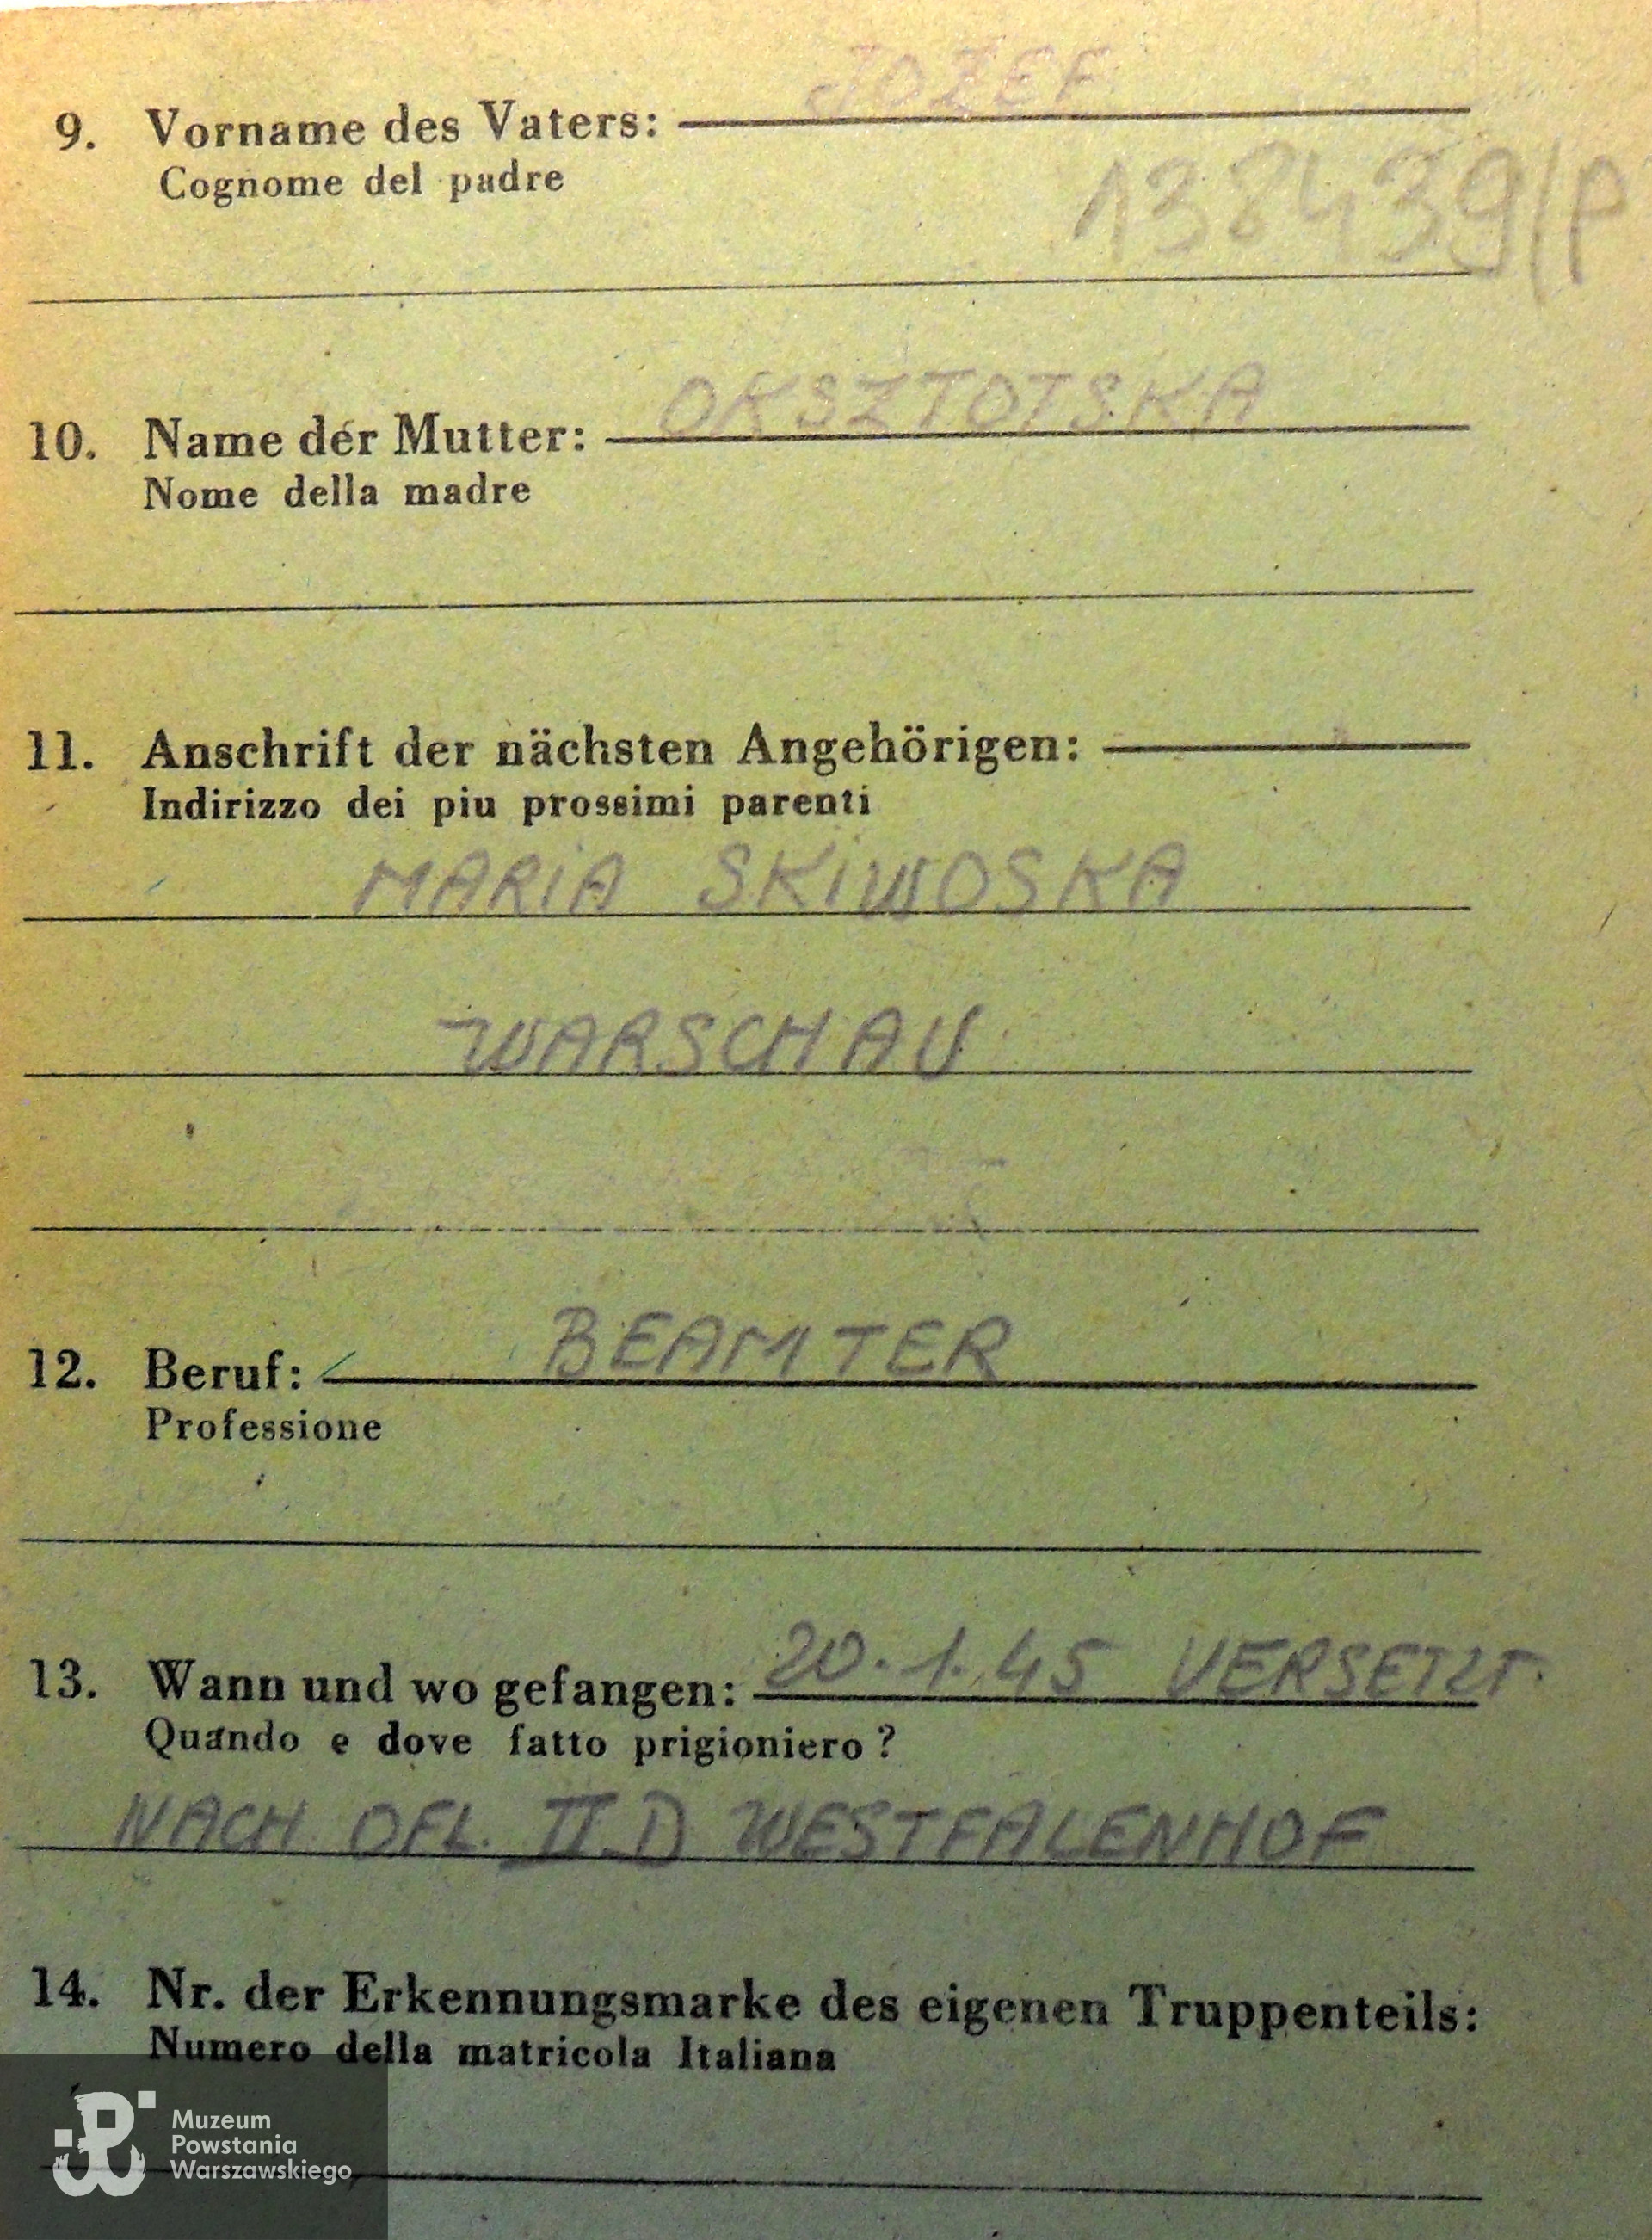 9. Vorname des Vaters: JOZEF
Cognome del padre
138439/P
10. Name der Mutter: OKSZTOTSKA
Nome della madre
11. Anschrift der nächsten Angehörigen:
Indirizzo dei piu prossimi parenti
MARIA SKIWOSKA
WARSCHAU
12. Beruf: BEAMTER
Professione
13. Wann und wo gefangen: 20.1.45 VERSETZT.
Quando e dove fatto prigioniero?
NACH OFL. II.D WESTFALENHOF
14. Nr. der Erkennungsmarke des eigenen Truppenteils:
Numero della matricola Italiana
Muzeum
Powstania
Warszawskiego